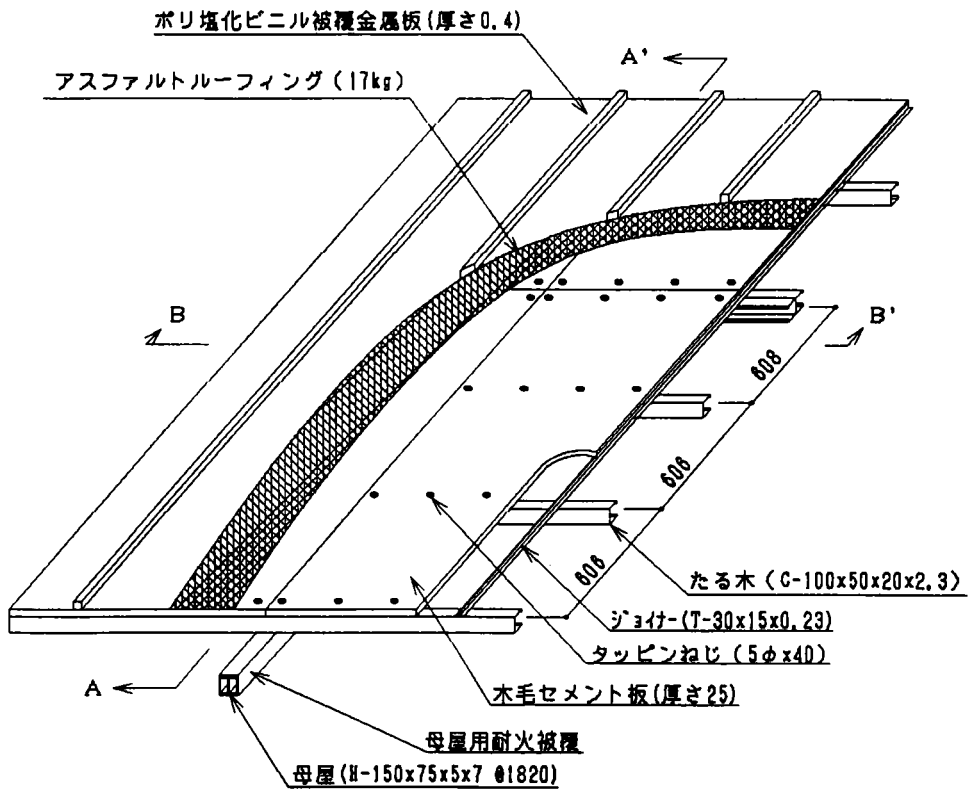 ポリ塩化ビニル被覆金属板(厚さ0.4)
A'
アスファルトルーフィング(17kg)
B
B'
608
606
606
たる木(C-100x50x20x2.3)
ジョイナー(T-30x15x0.23)
タッピンねじ(5φx40)
A
木毛セメント板(厚さ25)
母屋用耐火被覆
母屋(H-150x75x5x7 @1820)